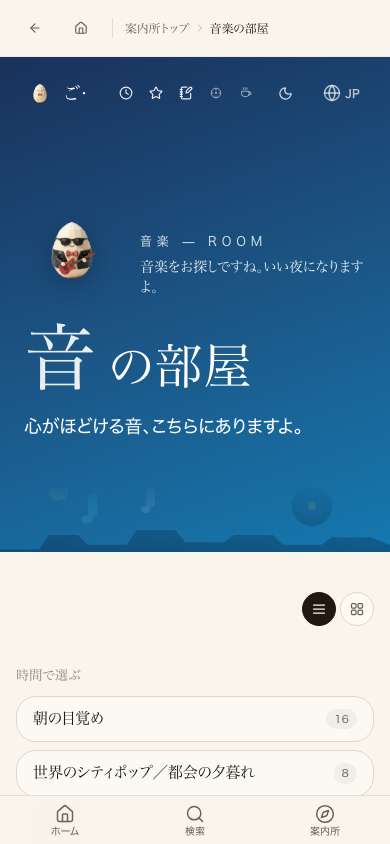 案内所トップ › 音楽の部屋
ご· JP
音楽 — ROOM
音楽をお探しですね。いい夜になります
よ。
音の部屋
心がほどける音、こちらにありますよ。
時間で選ぶ
朝の目覚め 16
世界のシティポップ／都会の夕暮れ 8
ホーム 検索 案内所